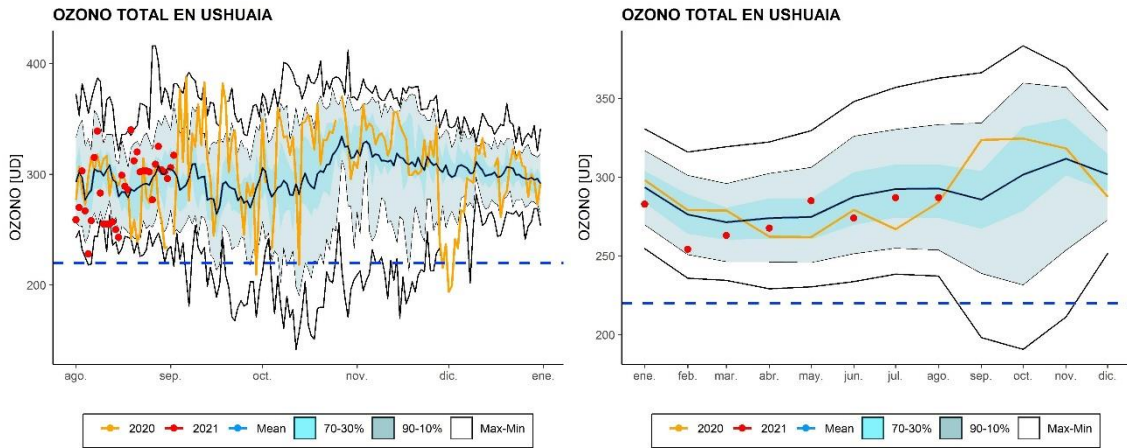 OZONO TOTAL EN USHUAIA
OZONO [UD]
400
300
200
ago. sep. oct. nov. dic. ene.
2020 2021 Mean 70-30% 90-10% Max-Min
OZONO TOTAL EN USHUAIA
OZONO [UD]
350
300
250
200
ene. feb. mar. abr. may. jun. jul. ago. sep. oct. nov. dic.
2020 2021 Mean 70-30% 90-10% Max-Min